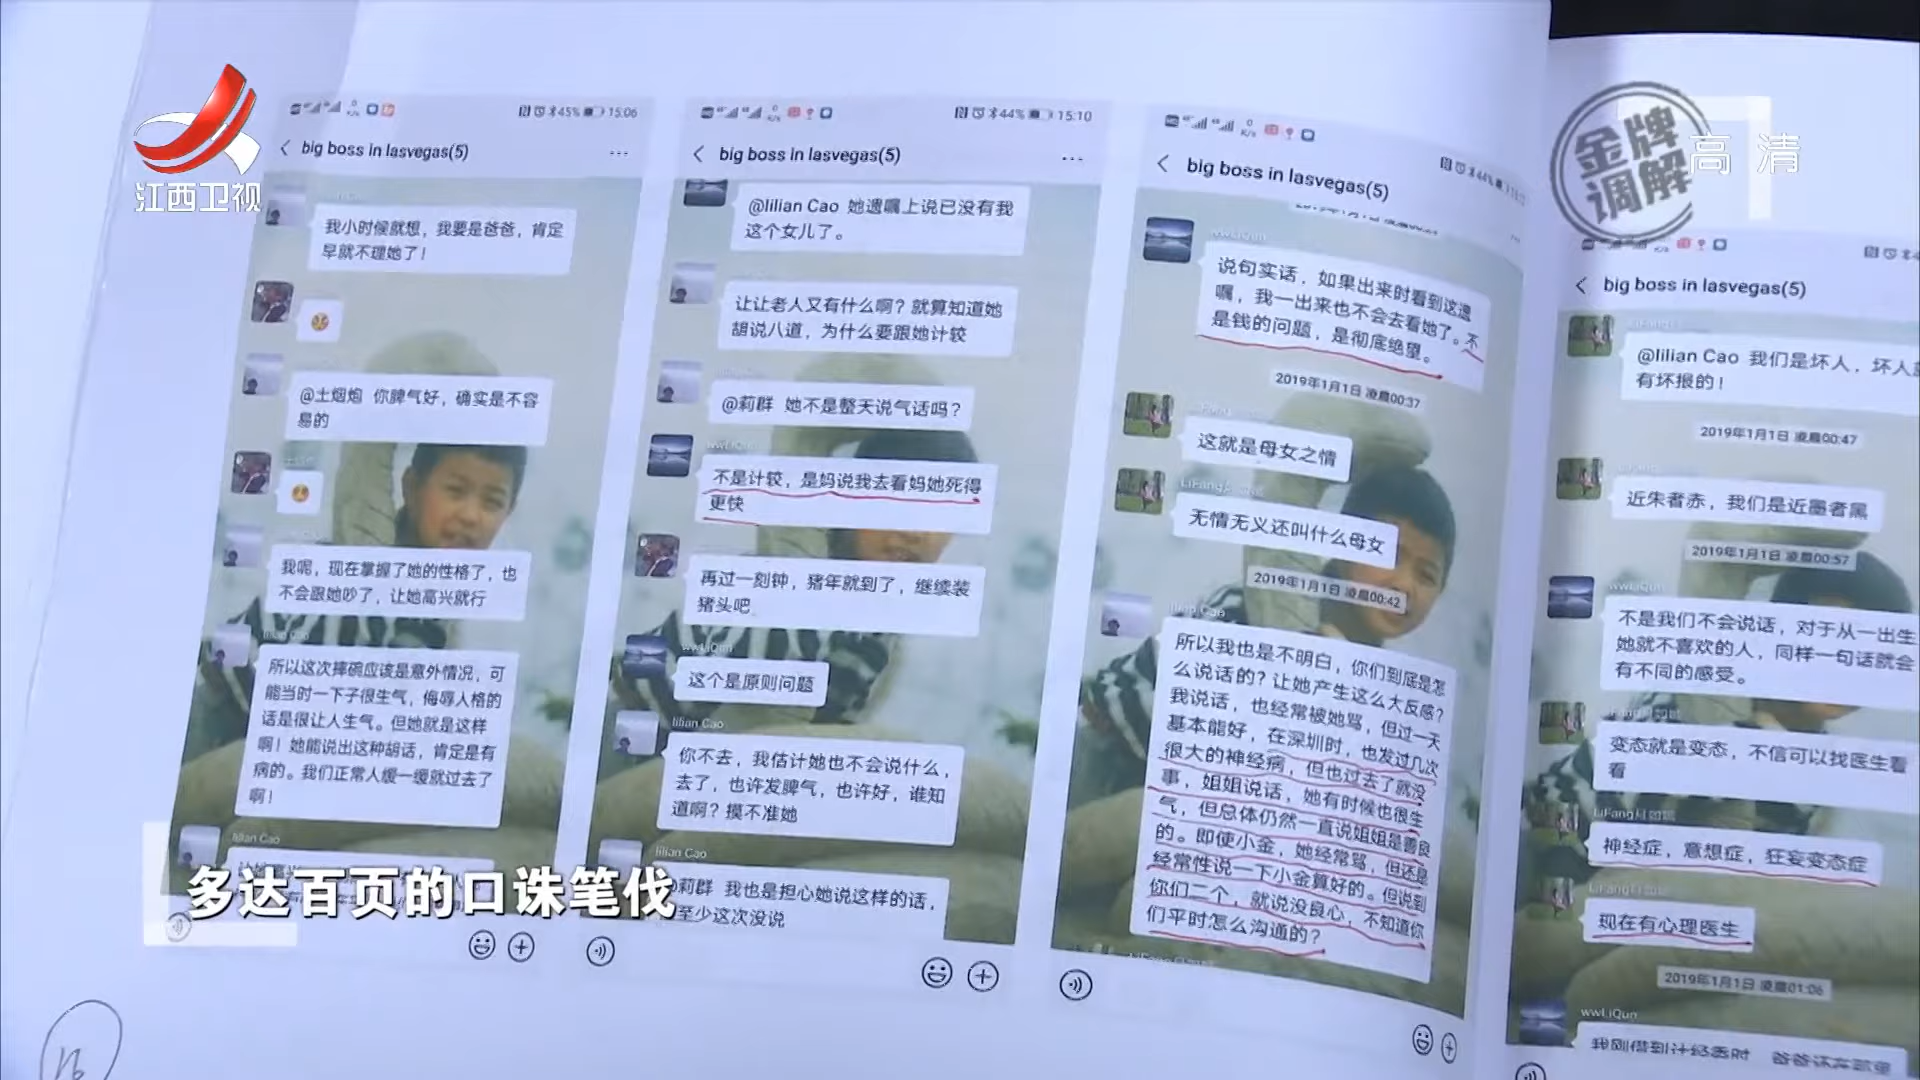 江西卫视
金牌调解
高清
45% 15:06
big boss in lasvegas(5)
我小时候就想，我要是爸爸，肯定
早就不理她了！
@土烟炮 你脾气好，确实是不容
易的
我呢，现在掌握了她的性格了，也
不会跟她吵了，让她高兴就行
lilian Cao
所以这次摔碗应该是意外情况，可
能当时一下子很生气，侮辱人格的
话是很让人生气。但她就是这样
啊！她能说出这种胡话，肯定是有
病的。我们正常人缓一缓就过去了
啊！
lilian Cao
44% 15:10
big boss in lasvegas(5)
@lilian Cao 她遗嘱上说已没有我
这个女儿了。
让让老人又有什么啊？就算知道她
胡说八道，为什么要跟她计较
@莉群 她不是整天说气话吗？
wwLiQun
不是计较，是妈说我去看妈她死得
更快
再过一刻钟，猪年就到了，继续装
猪头吧
wwLiQun
这个是原则问题
lilian Cao
你不去，我估计她也不会说什么，
去了，也许发脾气，也许好，谁知
道啊？摸不准她
lilian Cao
莉群 我也是担心她说这样的话，
至少这次没说
44%
big boss in lasvegas(5)
wwLiQun
说句实话，如果出来时看到这遗
嘱，我一出来也不会去看她了。不
是钱的问题，是彻底绝望。
2019年1月1日 凌晨00:37
这就是母女之情
无情无义还叫什么母女
2019年1月1日 凌晨00:42
lilian Cao
所以我也是不明白，你们到底是怎
么说话的？让她产生这么大反感？
我说话，也经常被她骂，但过一天
基本能好，在深圳时，也发过几次
很大的神经病，但也过去了就没
事，姐姐说话，她有时候也很生
气，但总体仍然一直说姐姐是善良
的。即使小金，她经常骂，但还是
经常性说一下小金算好的。但说到
你们二个，就说没良心，不知道你
们平时怎么沟通的？
big boss in lasvegas(5)
@lilian Cao 我们是坏人，坏人
有坏报的！
2019年1月1日 凌晨00:47
近朱者赤，我们是近墨者黑
2019年1月1日 凌晨00:57
wwLiQun
不是我们不会说话，对于从一出生
她就不喜欢的人，同样一句话就会
有不同的感受。
变态就是变态，不信可以找医生看
看
神经症，意想症，狂妄变态症
现在有心理医生
2019年1月1日 凌晨01:06
wwLiQun
多达百页的口诛笔伐